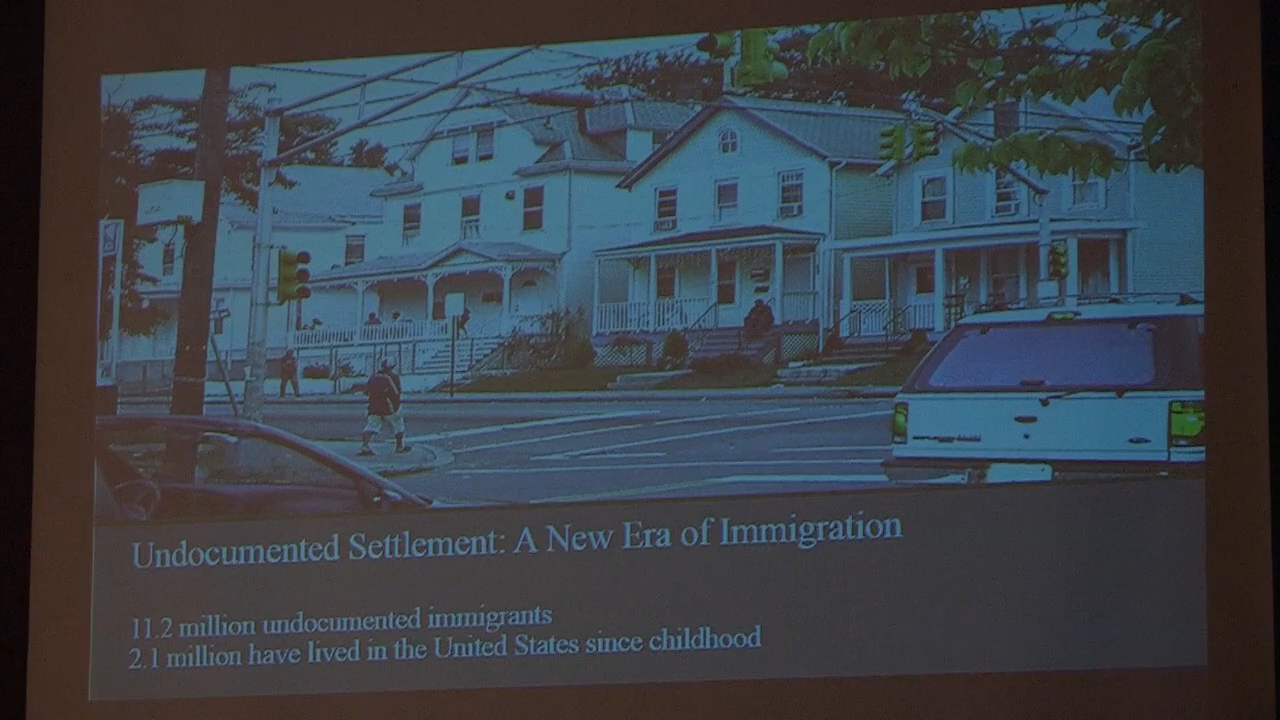 Undocumented Settlement: A New Era of Immigration
11.2 million undocumented immigrants
2.1 million have lived in the United States since childhood